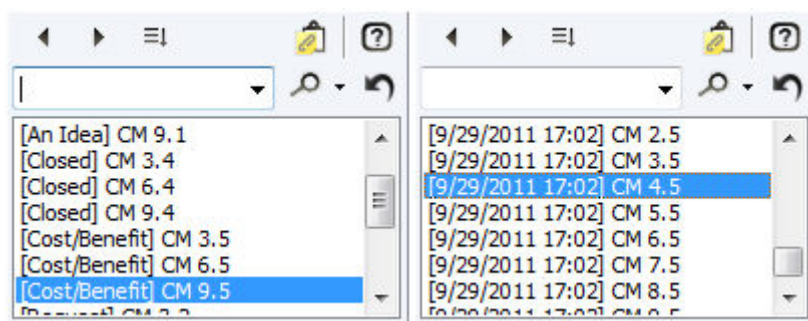 [An Idea] CM 9.1
[Closed] CM 3.4
[Closed] CM 6.4
[Closed] CM 9.4
[Cost/Benefit] CM 3.5
[Cost/Benefit] CM 6.5
[Cost/Benefit] CM 9.5
[9/29/2011 17:02] CM 2.5
[9/29/2011 17:02] CM 3.5
[9/29/2011 17:02] CM 4.5
[9/29/2011 17:02] CM 5.5
[9/29/2011 17:02] CM 6.5
[9/29/2011 17:02] CM 7.5
[9/29/2011 17:02] CM 8.5